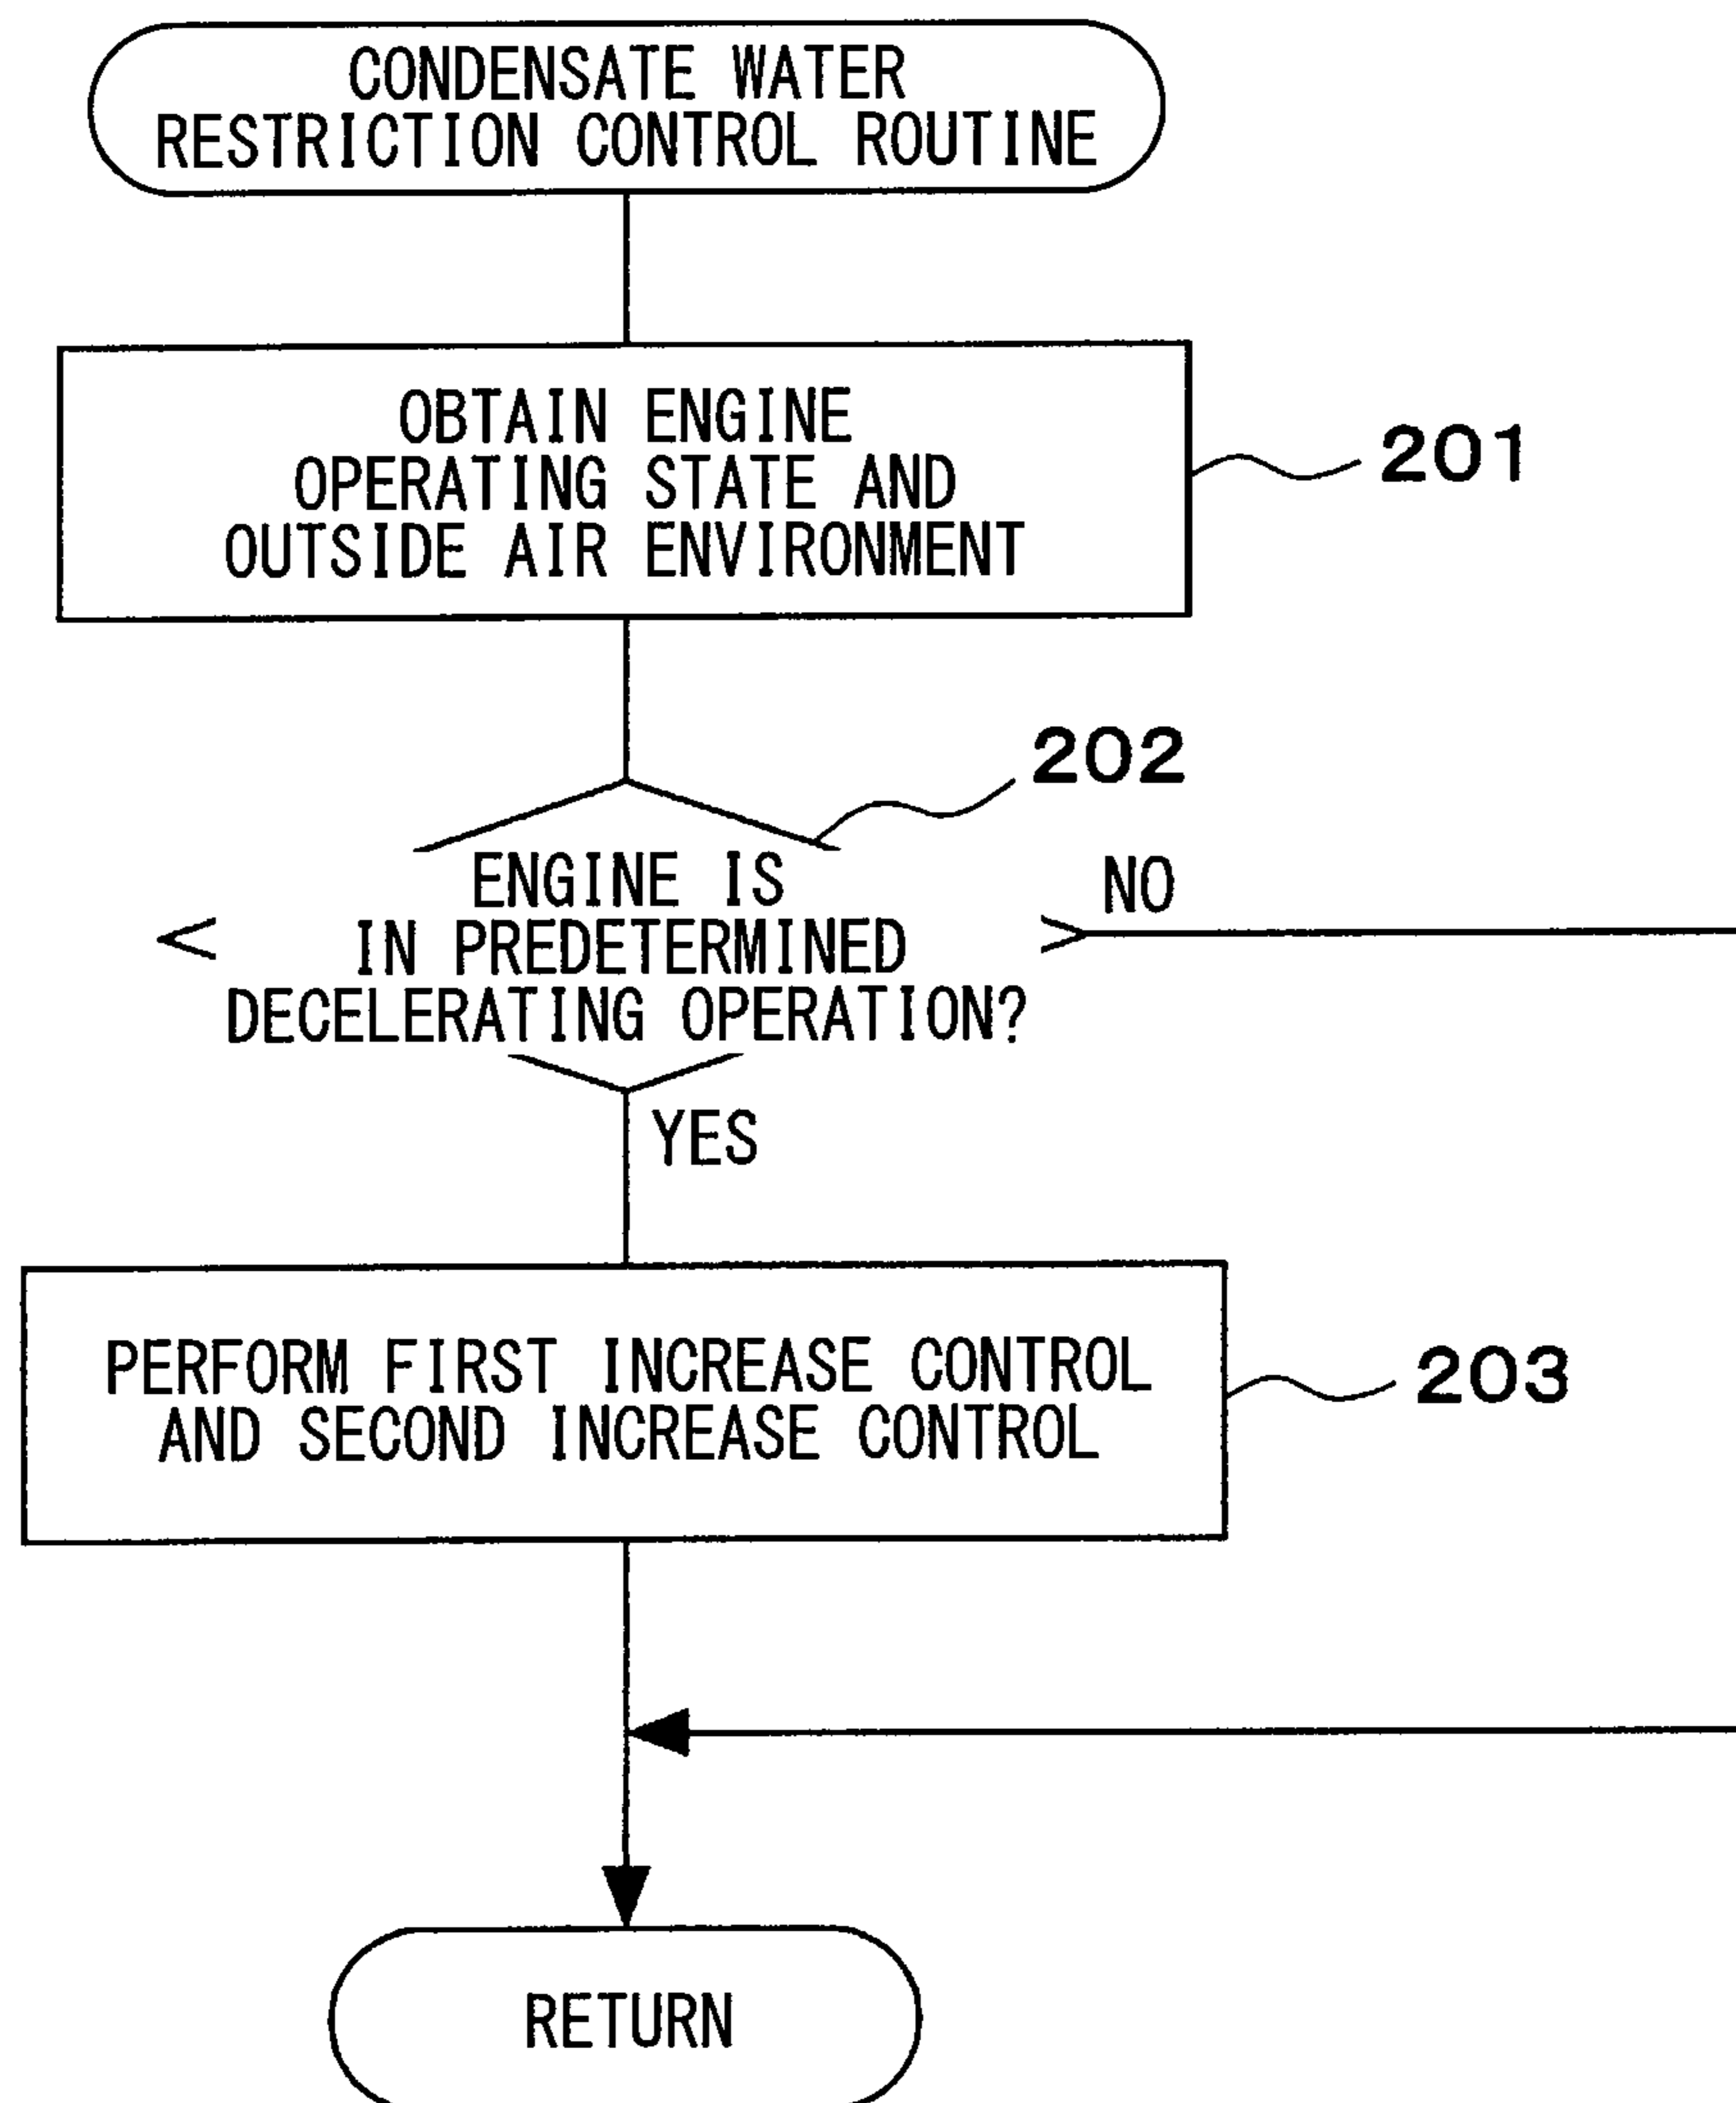 CONDENSATE WATER
RESTRICTION CONTROL ROUTINE
OBTAIN ENGINE
OPERATING STATE AND
OUTSIDE AIR ENVIRONMENT
201
202
ENGINE IS
IN PREDETERMINED
DECELERATING OPERATION?
NO
YES
PERFORM FIRST INCREASE CONTROL
AND SECOND INCREASE CONTROL
203
RETURN